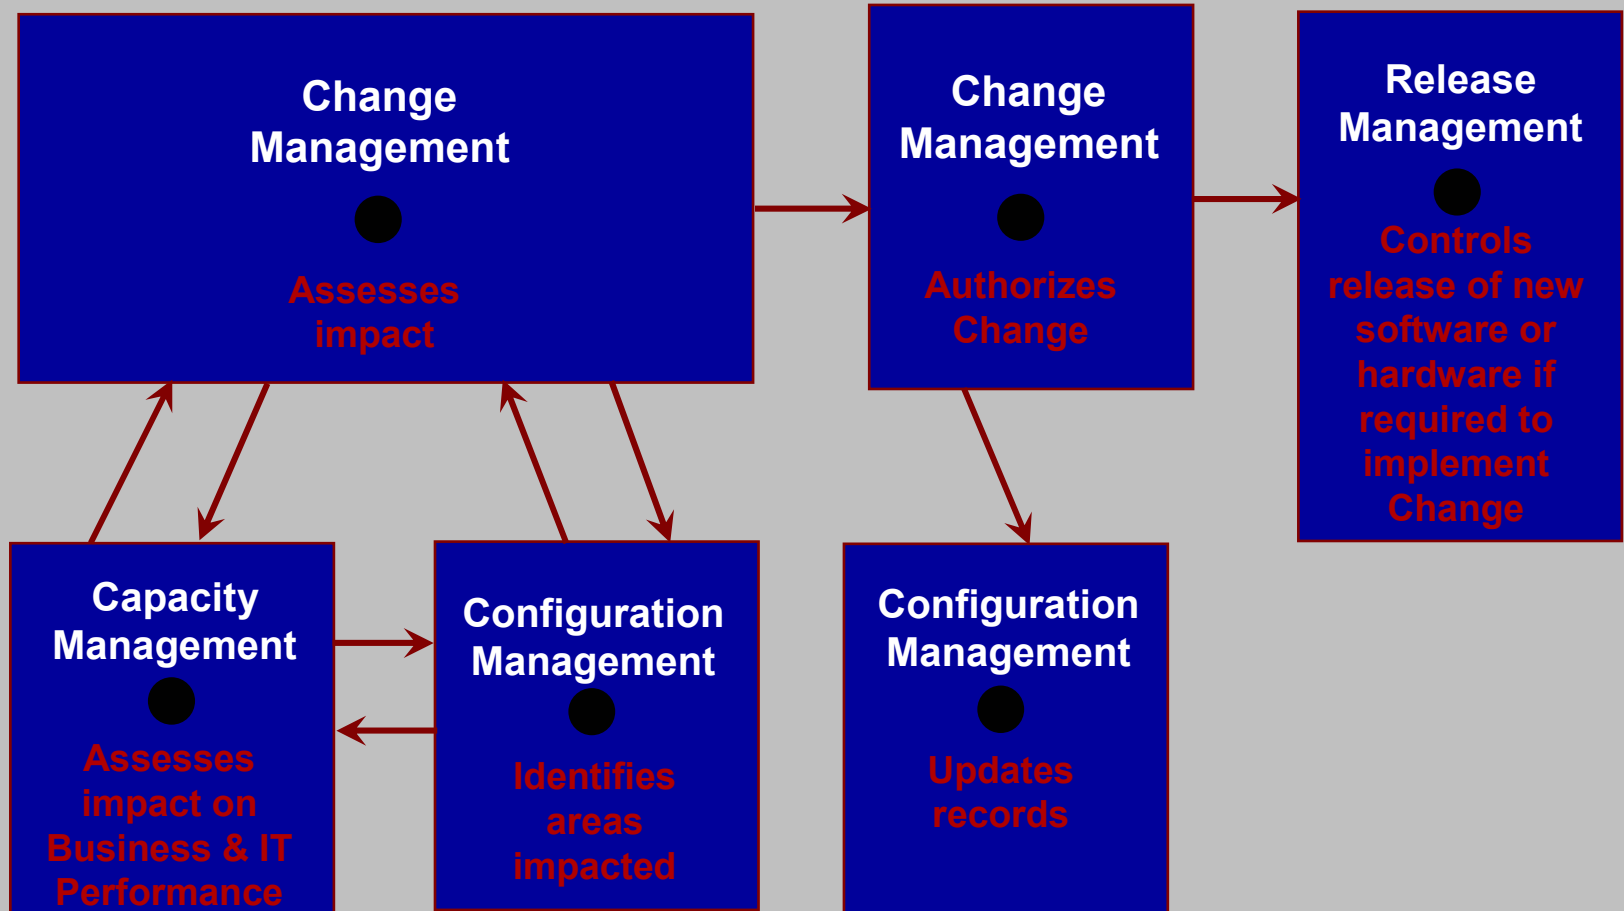 Change
Management
Assesses
impact
Change
Management
Authorizes
Change
Release
Management
Controls
release of new
software or
hardware if
required to
implement
Change
Capacity
Management
Assesses
impact on
Business & IT
Performance
Configuration
Management
Identifies
areas
impacted
Configuration
Management
Updates
records